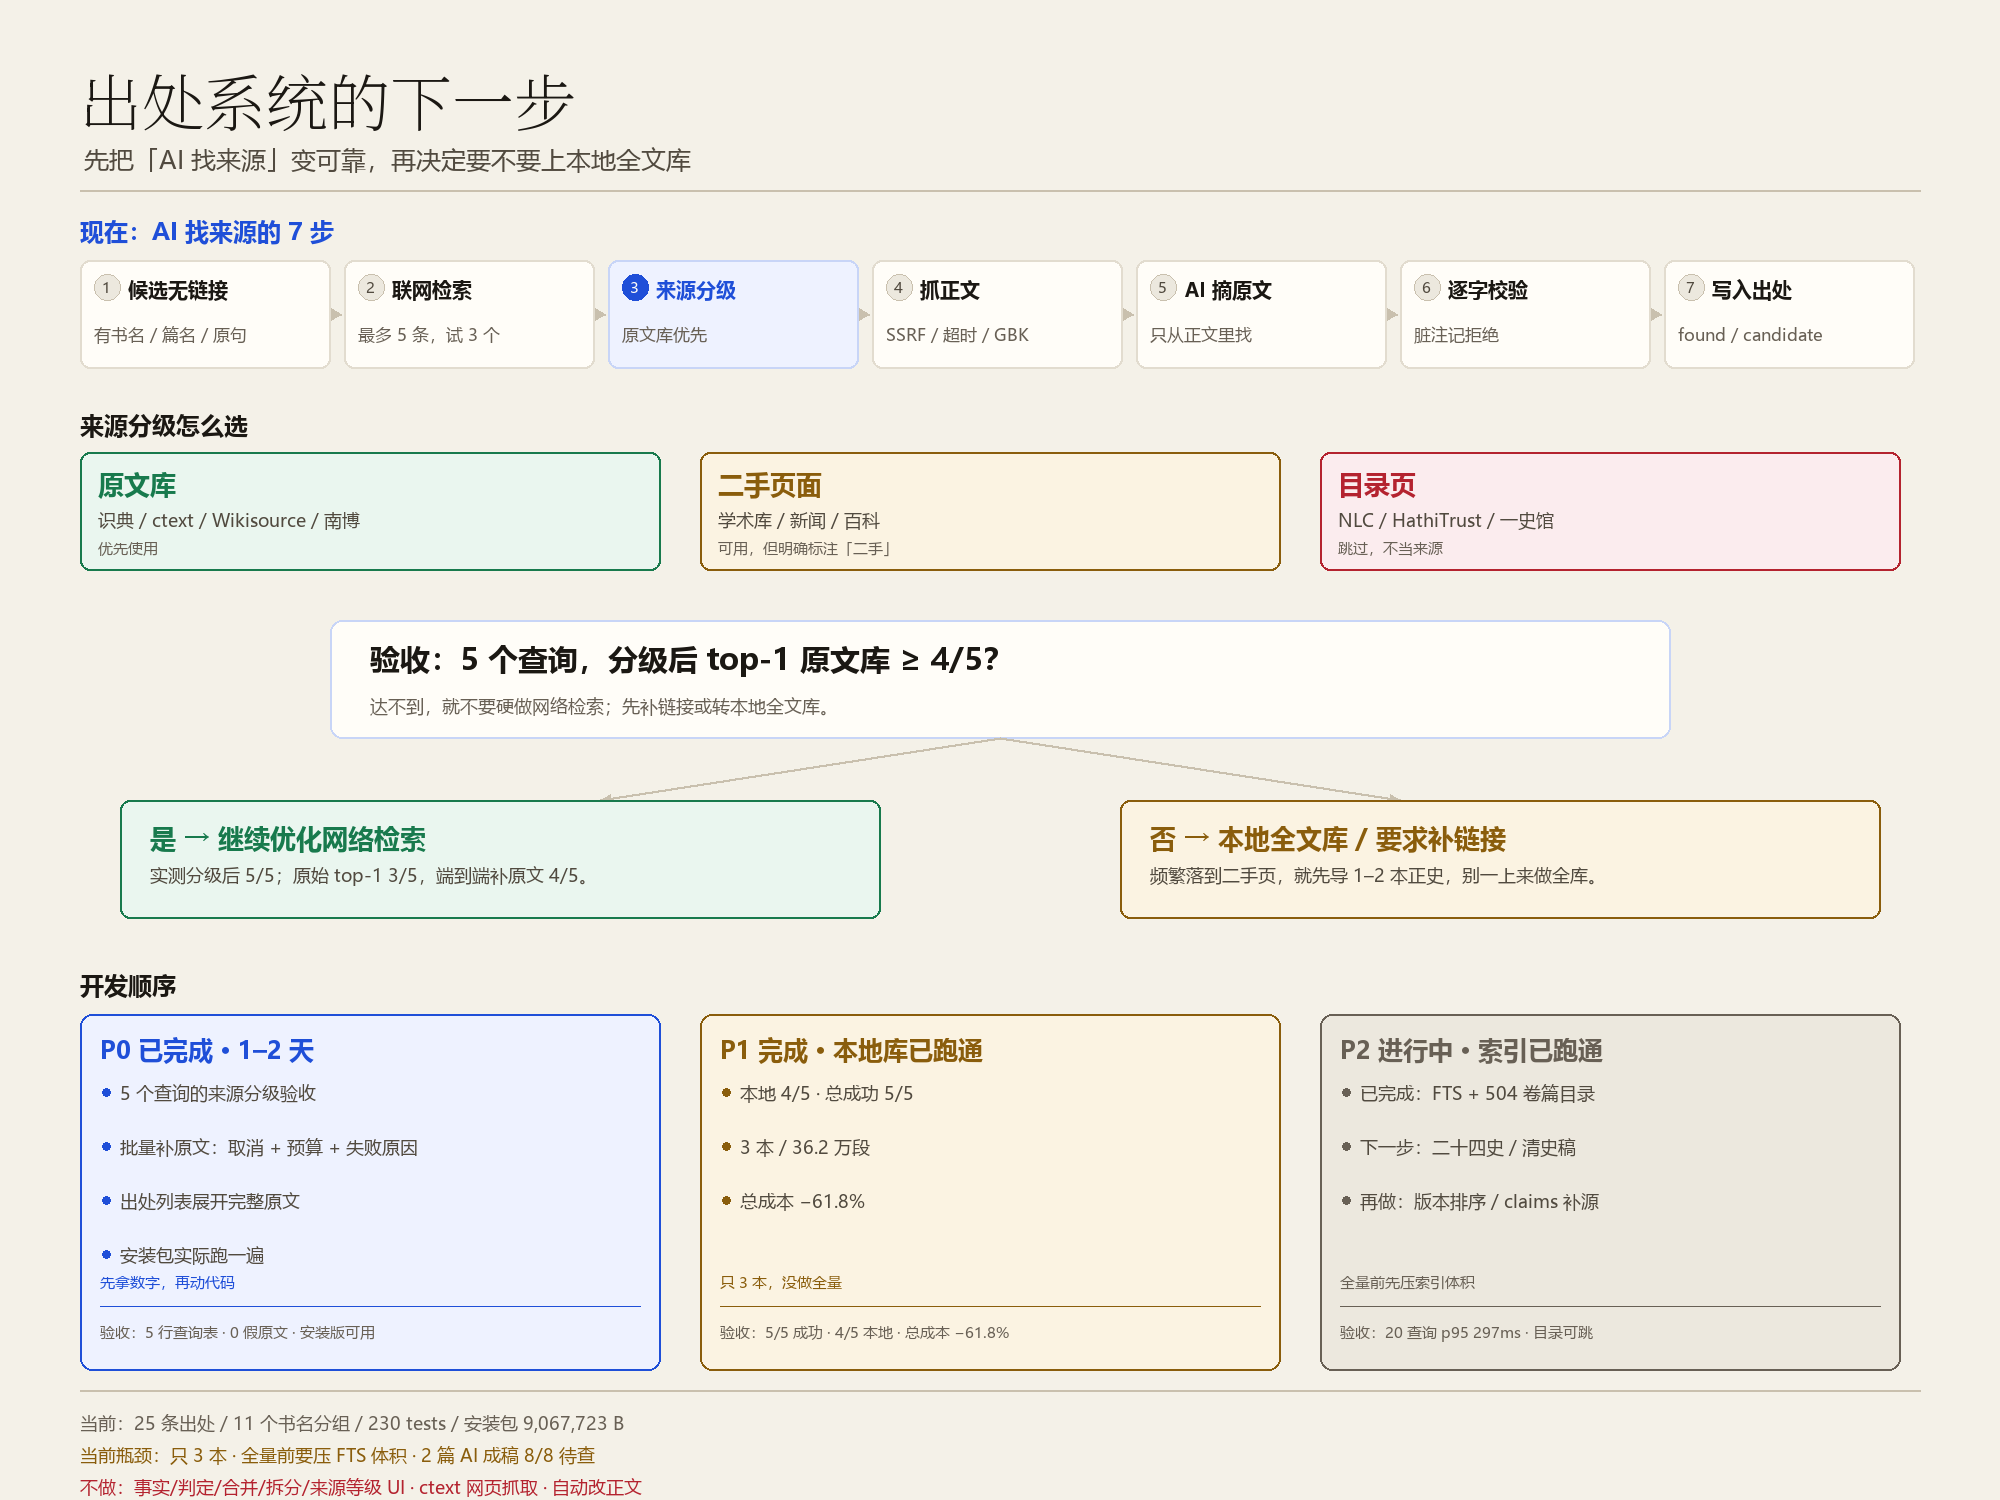 出处系统的下一步
先把「AI 找来源」变可靠，再决定要不要上本地全文库
现在：AI 找来源的 7 步
1 候选无链接
有书名 / 篇名 / 原句
2 联网检索
最多 5 条，试 3 个
3 来源分级
原文库优先
4 抓正文
SSRF / 超时 / GBK
5 AI 摘原文
只从正文里找
6 逐字校验
脏注记拒绝
7 写入出处
found / candidate
来源分级怎么选
原文库
识典 / ctext / Wikisource / 南博
优先使用
二手页面
学术库 / 新闻 / 百科
可用，但明确标注「二手」
目录页
NLC / HathiTrust / 一史馆
跳过，不当来源
验收：5 个查询，分级后 top-1 原文库 ≥ 4/5?
达不到，就不要硬做网络检索；先补链接或转本地全文库。
是 → 继续优化网络检索
实测分级后 5/5；原始 top-1 3/5，端到端补原文 4/5。
否 → 本地全文库 / 要求补链接
频繁落到二手页，就先导 1–2 本正史，别一上来做全库。
开发顺序
P0 已完成 • 1–2 天
• 5 个查询的来源分级验收
• 批量补原文：取消 + 预算 + 失败原因
• 出处列表展开完整原文
• 安装包实际跑一遍
先拿数字，再动代码
验收：5 行查询表 · 0 假原文 · 安装版可用
P1 完成 • 本地库已跑通
• 本地 4/5 · 总成功 5/5
• 3 本 / 36.2 万段
• 总成本 −61.8%
只 3 本，没做全量
验收：5/5 成功 · 4/5 本地 · 总成本 −61.8%
P2 进行中 • 索引已跑通
• 已完成：FTS + 504 卷篇目录
• 下一步：二十四史 / 清史稿
• 再做：版本排序 / claims 补源
全量前先压索引体积
验收：20 查询 p95 297ms · 目录可跳
当前：25 条出处 / 11 个书名分组 / 230 tests / 安装包 9,067,723 B
当前瓶颈：只 3 本 · 全量前要压 FTS 体积 · 2 篇 AI 成稿 8/8 待查
不做：事实/判定/合并/拆分/来源等级 UI · ctext 网页抓取 · 自动改正文